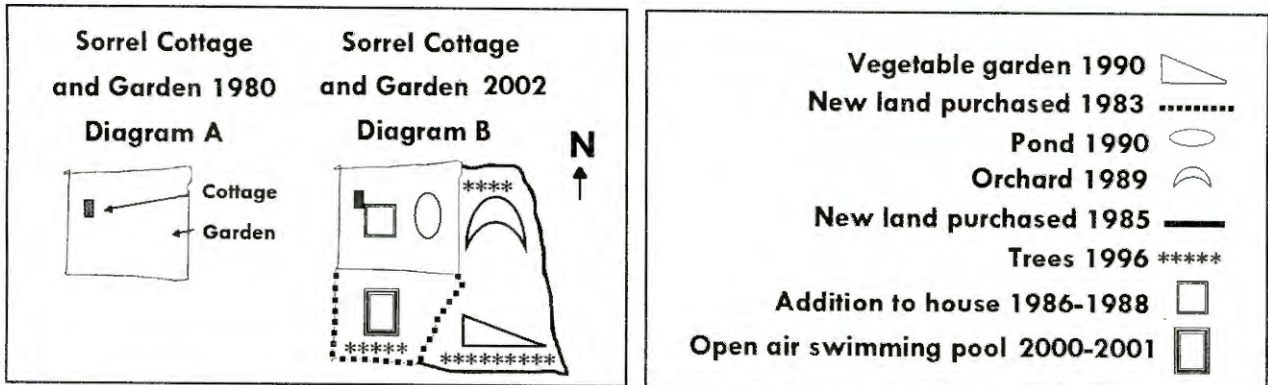 Sorrel Cottage
and Garden 1980
Diagram A
Cottage
Garden
Sorrel Cottage
and Garden 2002
Diagram B
N
Vegetable garden 1990
New land purchased 1983
Pond 1990
Orchard 1989
New land purchased 1985
Trees 1996
Addition to house 1986-1988
Open air swimming pool 2000-2001